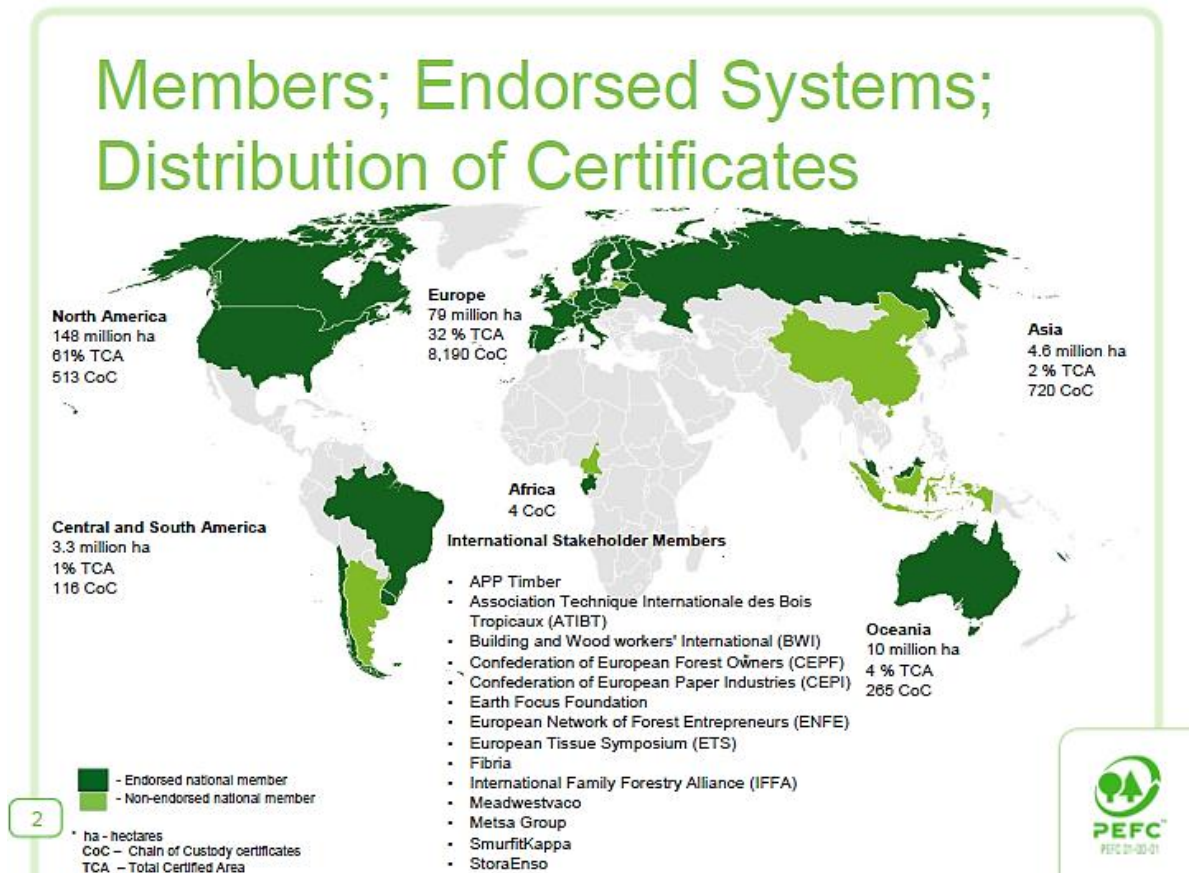 Members; Endorsed Systems;
Distribution of Certificates
North America
148 million ha
61% TCA
513 CoC
Europe
79 million ha
32 % TCA
8,190 CoC
Asia
4.6 million ha
2 % TCA
720 CoC
Africa
4 CoC
Central and South America
3.3 million ha
1% TCA
116 CoC
International Stakeholder Members
• APP Timber
• Association Technique Internationale des Bois
Tropicaux (ATIBT)
• Building and Wood workers' International (BWI)
• Confederation of European Forest Owners (CEPF)
• Confederation of European Paper Industries (CEPI)
• Earth Focus Foundation
• European Network of Forest Entrepreneurs (ENFE)
• European Tissue Symposium (ETS)
• Fibria
• International Family Forestry Alliance (IFFA)
• Meadwestvaco
• Metsa Group
• SmurfitKappa
• StoraEnso
Oceania
10 million ha
4 % TCA
265 CoC
- Endorsed national member
- Non-endorsed national member
2
* ha - hectares
CoC – Chain of Custody certificates
TCA – Total Certified Area
PEFC™
PEFC 01-00-01